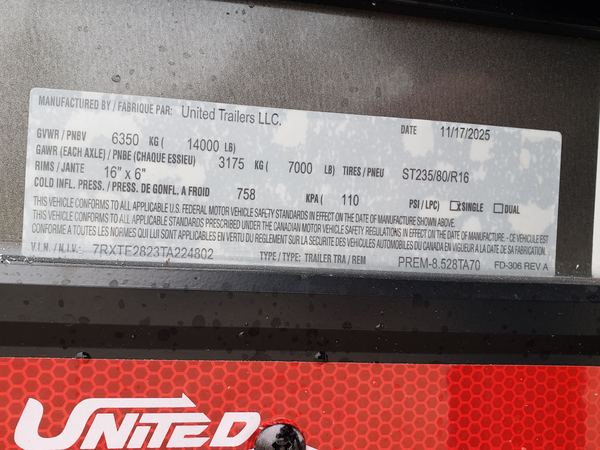 MANUFACTURED BY / FABRIQUE PAR: United Trailers LLC. DATE 11/17/2025
GVWR / PNBV 6350 KG ( 14000 LB)
GAWR (EACH AXLE) / PNBE (CHAQUE ESSIEU) 3175 KG ( 7000 LB) TIRES / PNEU ST235/80/R16
RIMS / JANTE 16" x 6"
COLD INFL. PRESS. / PRESS. DE GONFL. A FROID 758 KPA ( 110 PSI / LPC) SINGLE DUAL
THIS VEHICLE CONFORMS TO ALL APPLICABLE U.S. FEDERAL MOTOR VEHICLE SAFETY STANDARDS IN EFFECT ON THE DATE OF MANUFACTURE SHOWN ABOVE.
THIS VEHICLE CONFORMS TO ALL APPLICABLE STANDARDS PRESCRIBED UNDER THE CANADIAN MOTOR VEHICLE SAFETY REGULATIONS IN EFFECT ON THE DATE OF MANUFACTURE - CE VEHICULE EST
CONFORME A TOUTES LES NORMES QUI LUI SONT APPLICABLES EN VERTU DU REGLEMENT SUR LA SECURITE DES VEHICULES AUTOMOBILES DU CANADA EN VIGUEUR A LA DATE DE SA FABRICATION.
V.I.N. / N.I.V.: 7RXTF2823TA224802 TYPE / TYPE: TRAILER TRA / REM PREM-8.528TA70 FD-306 REV A
UNITED